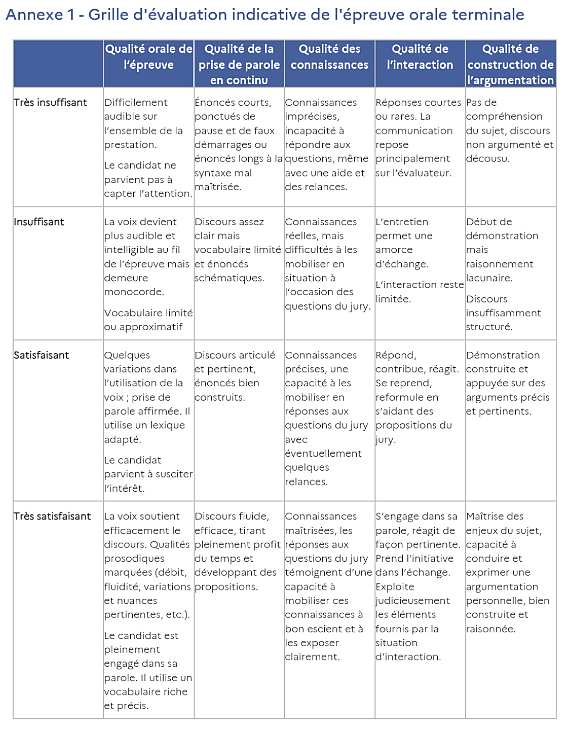 Annexe 1 - Grille d'évaluation indicative de l'épreuve orale terminale
Qualité orale de
l'épreuve
Qualité de la
prise de parole
en continu
Qualité des
connaissances
Qualité de
l'interaction
Qualité de
construction de
l'argumentation
Très insuffisant
Difficilement
audible sur
l'ensemble de la
prestation.
Le candidat ne
parvient pas à
capter l'attention.
Énoncés courts,
ponctués de
pause et de faux
démarrages ou
énoncés longs à la
syntaxe mal
maîtrisée.
Connaissances
imprécises,
incapacité à
répondre aux
questions, même
avec une aide et
des relances.
Réponses courtes
ou rares. La
communication
repose
principalement
sur l'évaluateur.
Pas de
compréhension
du sujet, discours
non argumenté et
décousu.
Insuffisant
La voix devient
plus audible et
intelligible au fil
de l'épreuve mais
demeure
monocorde.
Vocabulaire limité
ou approximatif
Discours assez
clair mais
vocabulaire limité
et énoncés
schématiques.
Connaissances
réelles, mais
difficultés à les
mobiliser en
situation à
l'occasion des
questions du jury.
L'entretien
permet une
amorce
d'échange.
L'interaction reste
limitée.
Début de
démonstration
mais
raisonnement
lacunaire.
Discours
insuffisamment
structuré.
Satisfaisant
Quelques
variations dans
l'utilisation de la
voix ; prise de
parole affirmée. Il
utilise un lexique
adapté.
Le candidat
parvient à susciter
l'intérêt.
Discours articulé
et pertinent,
énoncés bien
construits.
Connaissances
précises, une
capacité à les
mobiliser en
réponses aux
questions du jury
avec
éventuellement
quelques
relances.
Répond,
contribue, réagit.
Se reprend,
reformule en
s'aidant des
propositions du
jury.
Démonstration
construite et
appuyée sur des
arguments précis
et pertinents.
Très satisfaisant
La voix soutient
efficacement le
discours. Qualités
prosodiques
marquées (débit,
fluidité, variations
et nuances
pertinentes, etc.).
Le candidat est
pleinement
engagé dans sa
parole. Il utilise un
vocabulaire riche
et précis.
Discours fluide,
efficace, tirant
pleinement profit
du temps et
développant des
propositions.
Connaissances
maîtrisées, les
réponses aux
questions du jury
témoignent d'une
capacité à
mobiliser ces
connaissances à
bon escient et à
les exposer
clairement.
S'engage dans sa
parole, réagit de
façon pertinente.
Prend l'initiative
dans l'échange.
Exploite
judicieusement
les éléments
fournis par la
situation
d'interaction.
Maîtrise des
enjeux du sujet,
capacité à
conduire et
exprimer une
argumentation
personnelle, bien
construite et
raisonnée.